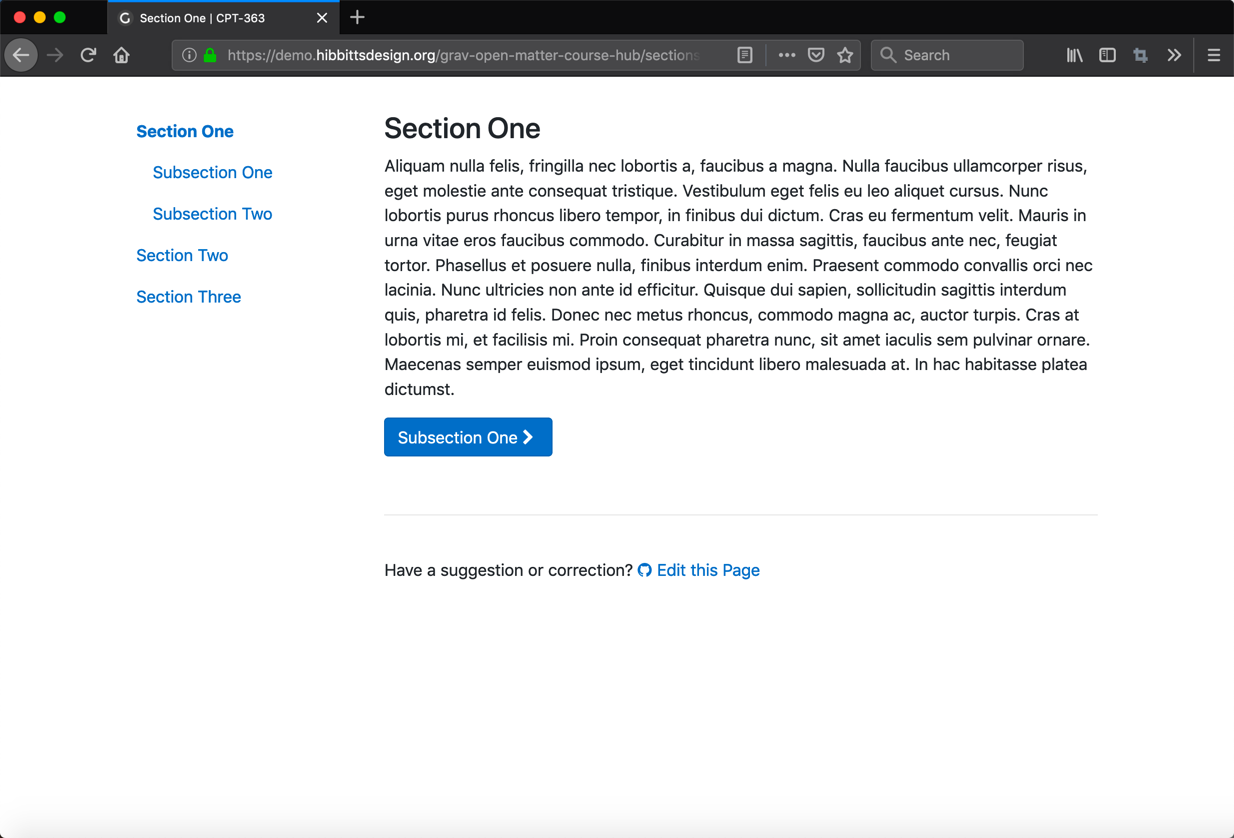 Section One | CPT-363
https://demo.hibbittsdesign.org/grav-open-matter-course-hub/sections
Search
Section One
Subsection One
Subsection Two
Section Two
Section Three
Section One
Aliquam nulla felis, fringilla nec lobortis a, faucibus a magna. Nulla faucibus ullamcorper risus,
eget molestie ante consequat tristique. Vestibulum eget felis eu leo aliquet cursus. Nunc
lobortis purus rhoncus libero tempor, in finibus dui dictum. Cras eu fermentum velit. Mauris in
urna vitae eros faucibus commodo. Curabitur in massa sagittis, faucibus ante nec, feugiat
tortor. Phasellus et posuere nulla, finibus interdum enim. Praesent commodo convallis orci nec
lacinia. Nunc ultricies non ante id efficitur. Quisque dui sapien, sollicitudin sagittis interdum
quis, pharetra id felis. Donec nec metus rhoncus, commodo magna ac, auctor turpis. Cras at
lobortis mi, et facilisis mi. Proin consequat pharetra nunc, sit amet iaculis sem pulvinar ornare.
Maecenas semper euismod ipsum, eget tincidunt libero malesuada at. In hac habitasse platea
dictumst.
Subsection One
Have a suggestion or correction? Edit this Page